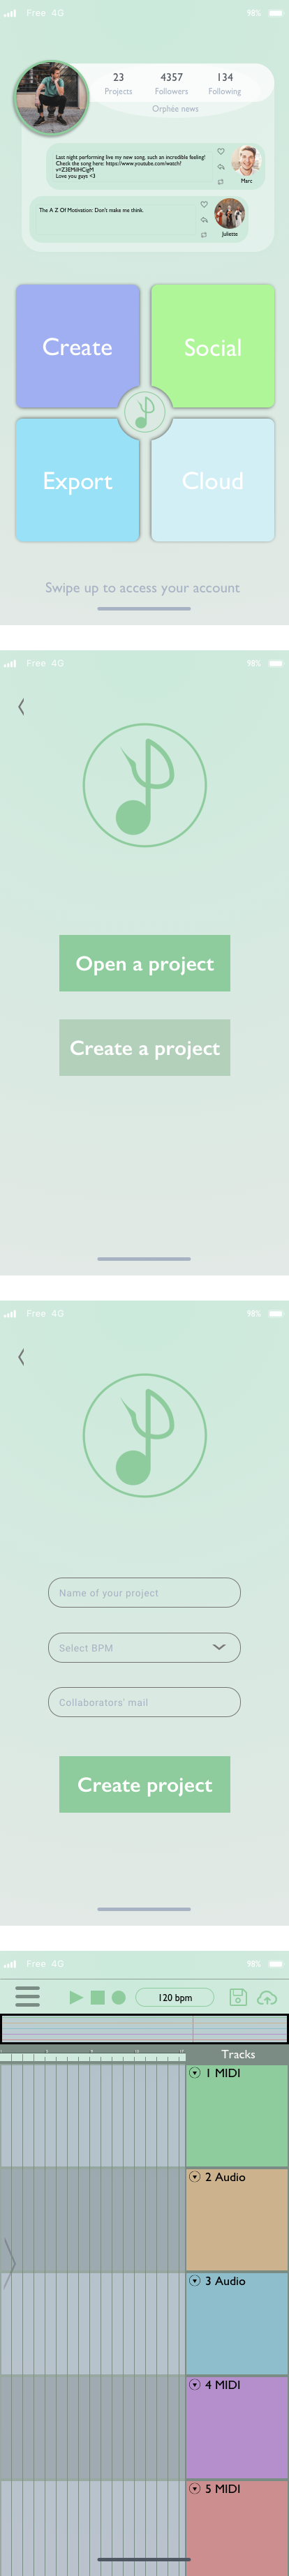 Free 4G 98%
23 4357 134
Projects Followers Following
Orphée news
Last night performing live my new song, such an incredible feeling!
Check the song here: https://www.youtube.com/watch?
v=Z3EMiIHCigM
Love you guys <3
Marc
The A Z Of Motivation: Don't make me think.
Juliette
Create Social
Export Cloud
Swipe up to access your account
Free 4G 98%
Open a project
Create a project
Free 4G 98%
Name of your project
Select BPM
Collaborators' mail
Create project
Free 4G 98%
120 bpm
Tracks
1 MIDI
2 Audio
3 Audio
4 MIDI
5 MIDI